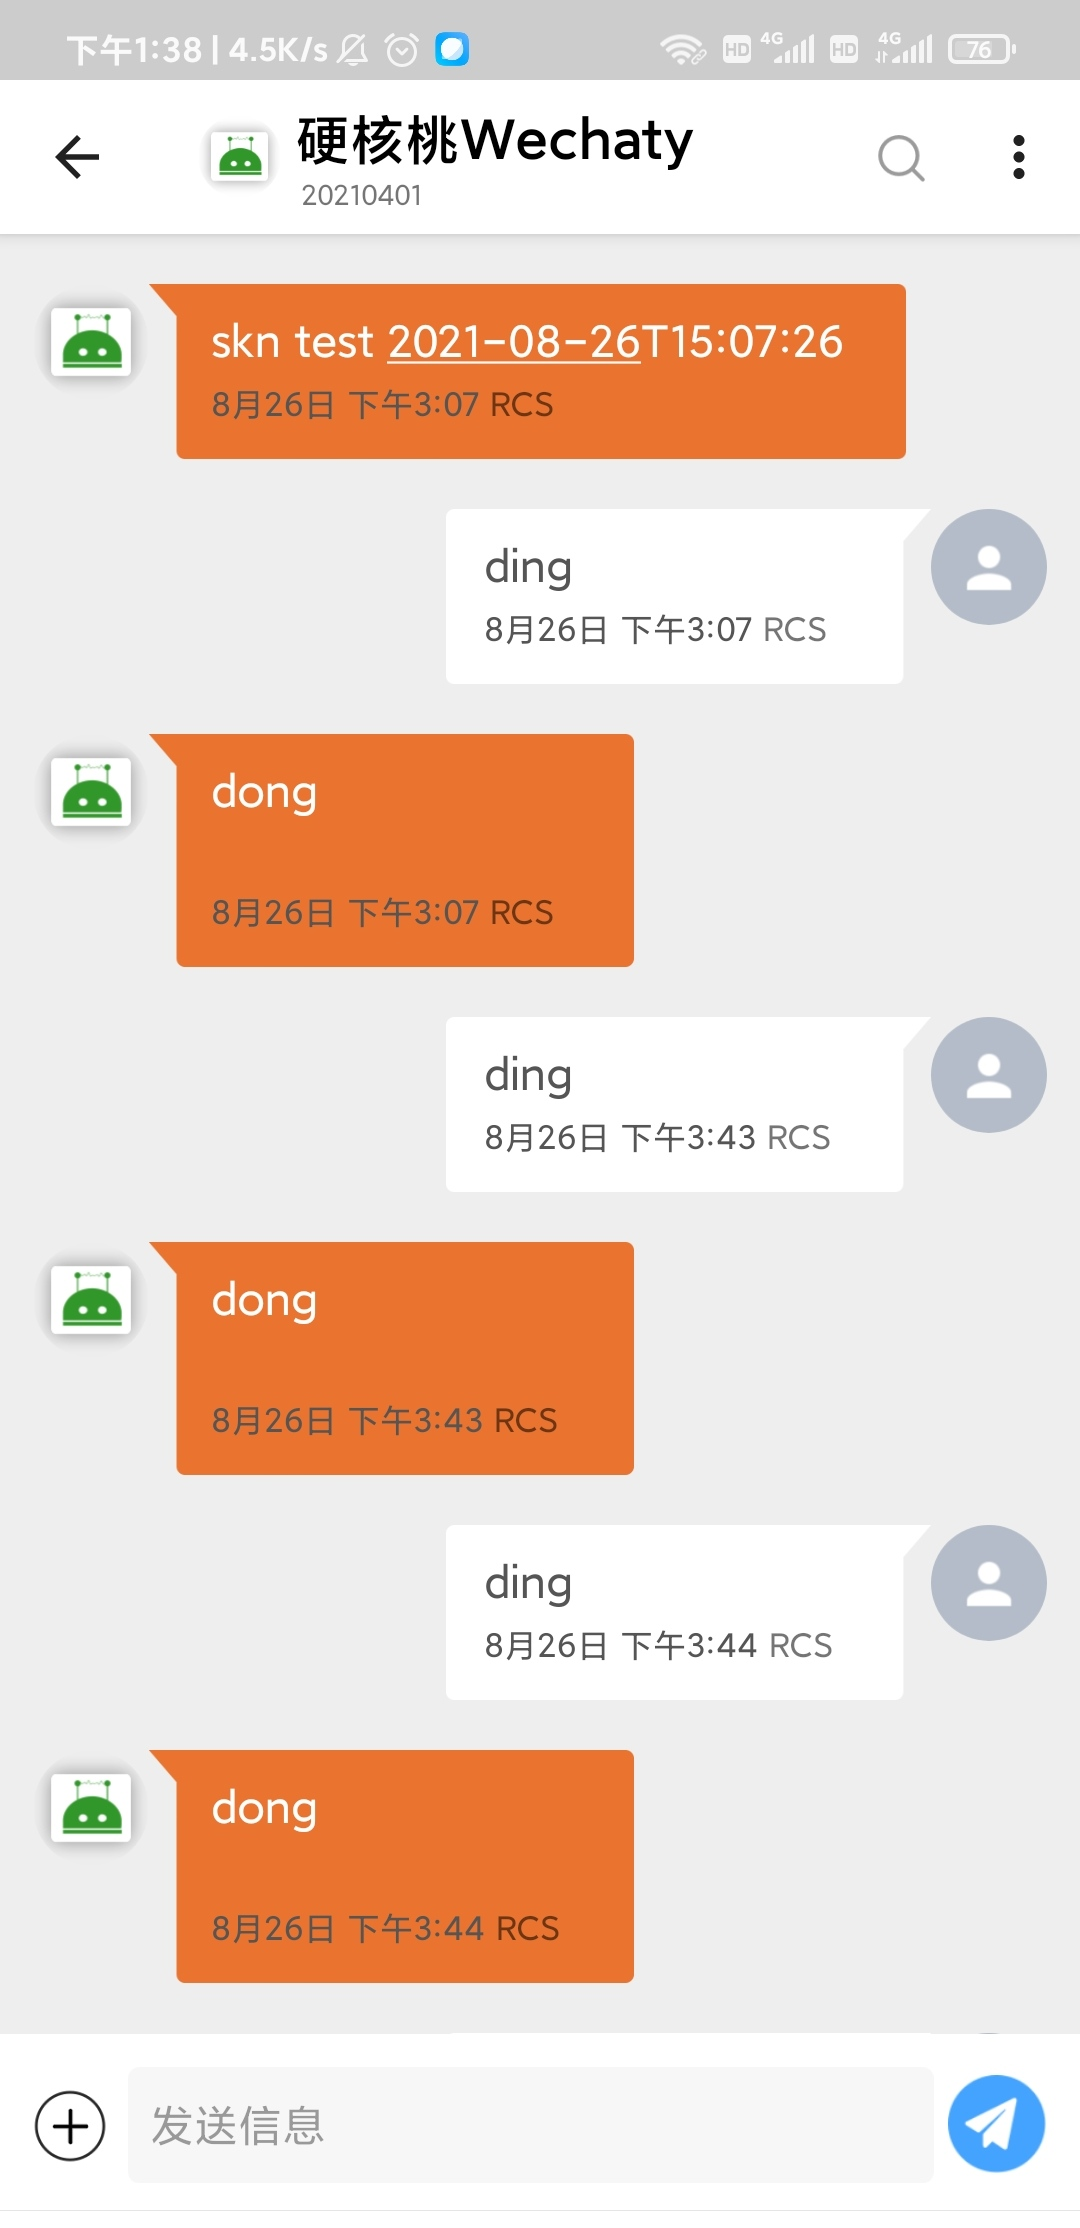 下午1:38 | 4.5K/s
HD 4G HD 4G 76
硬核桃Wechaty
20210401
skn test 2021-08-26T15:07:26
8月26日 下午3:07 RCS
ding
8月26日 下午3:07 RCS
dong
8月26日 下午3:07 RCS
ding
8月26日 下午3:43 RCS
dong
8月26日 下午3:43 RCS
ding
8月26日 下午3:44 RCS
dong
8月26日 下午3:44 RCS
发送信息